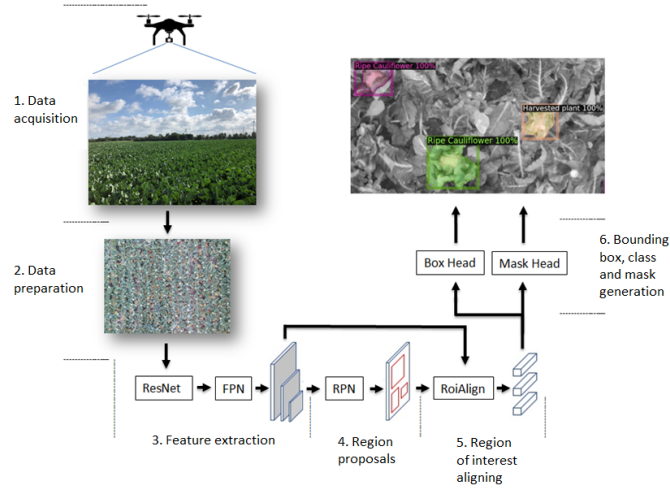 1. Data
acquisition
Ripe Cauliflower 100%
Harvested plant 100%
Ripe Cauliflower 100%
2. Data
preparation
6. Bounding
box, class
and mask
generation
Box Head
Mask Head
ResNet
FPN
RPN
RoiAlign
3. Feature extraction
4. Region
proposals
5. Region
of interest
aligning